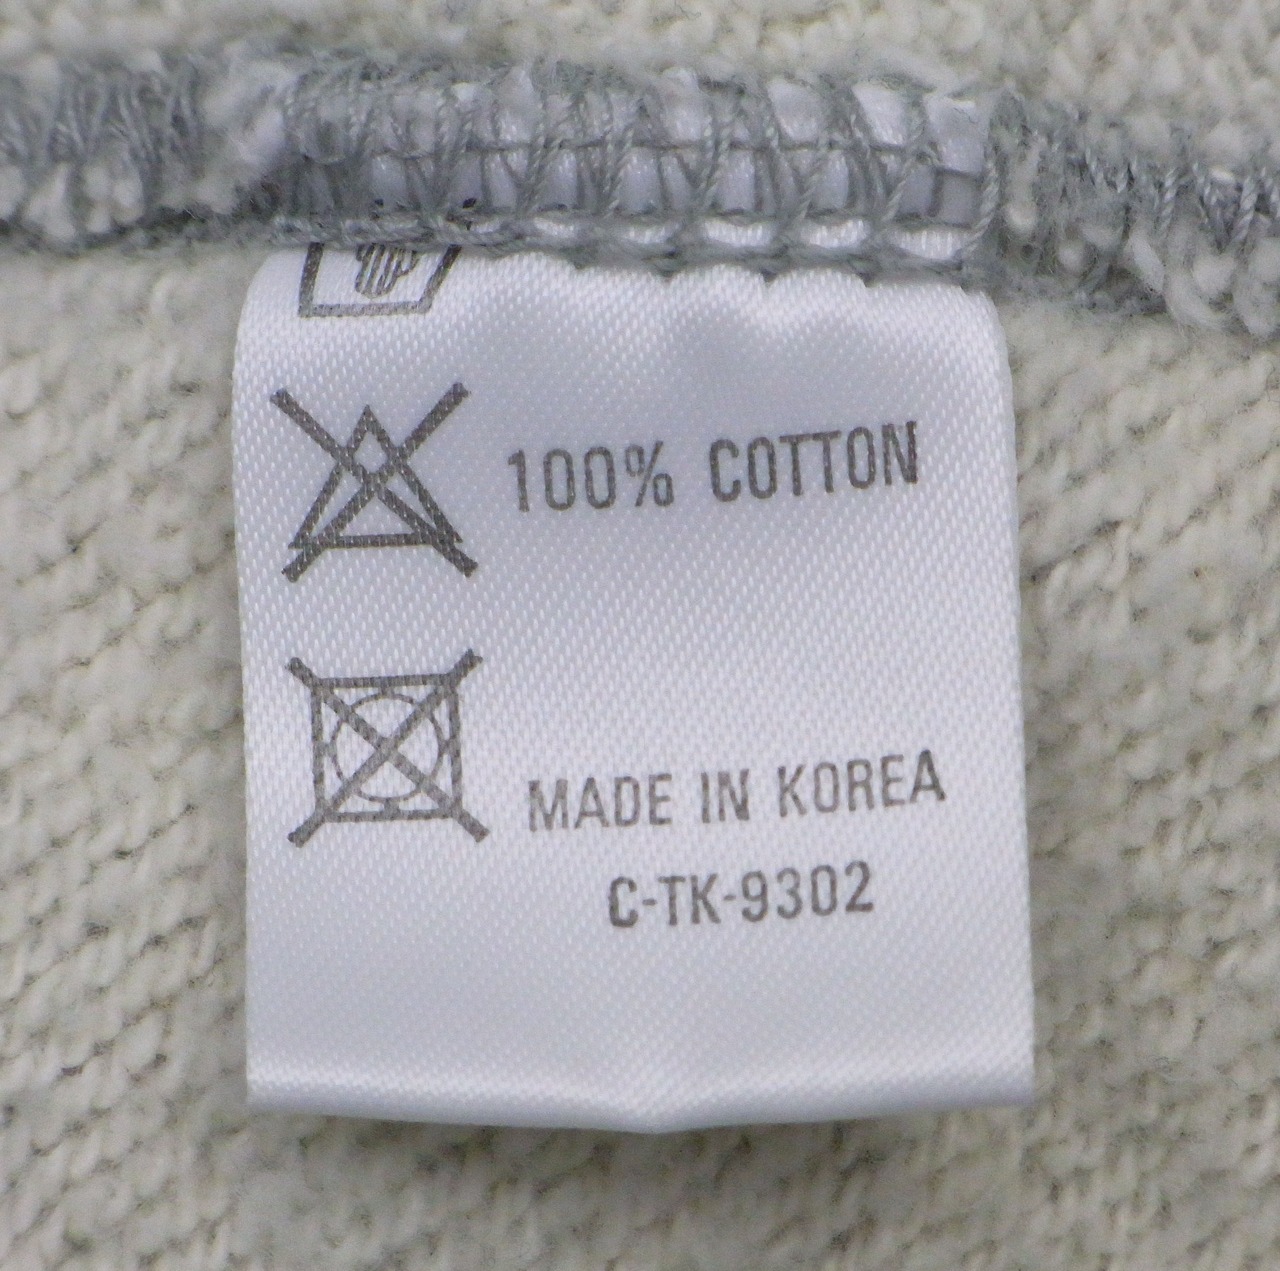 100% COTTON
MADE IN KOREA
C-TK-9302